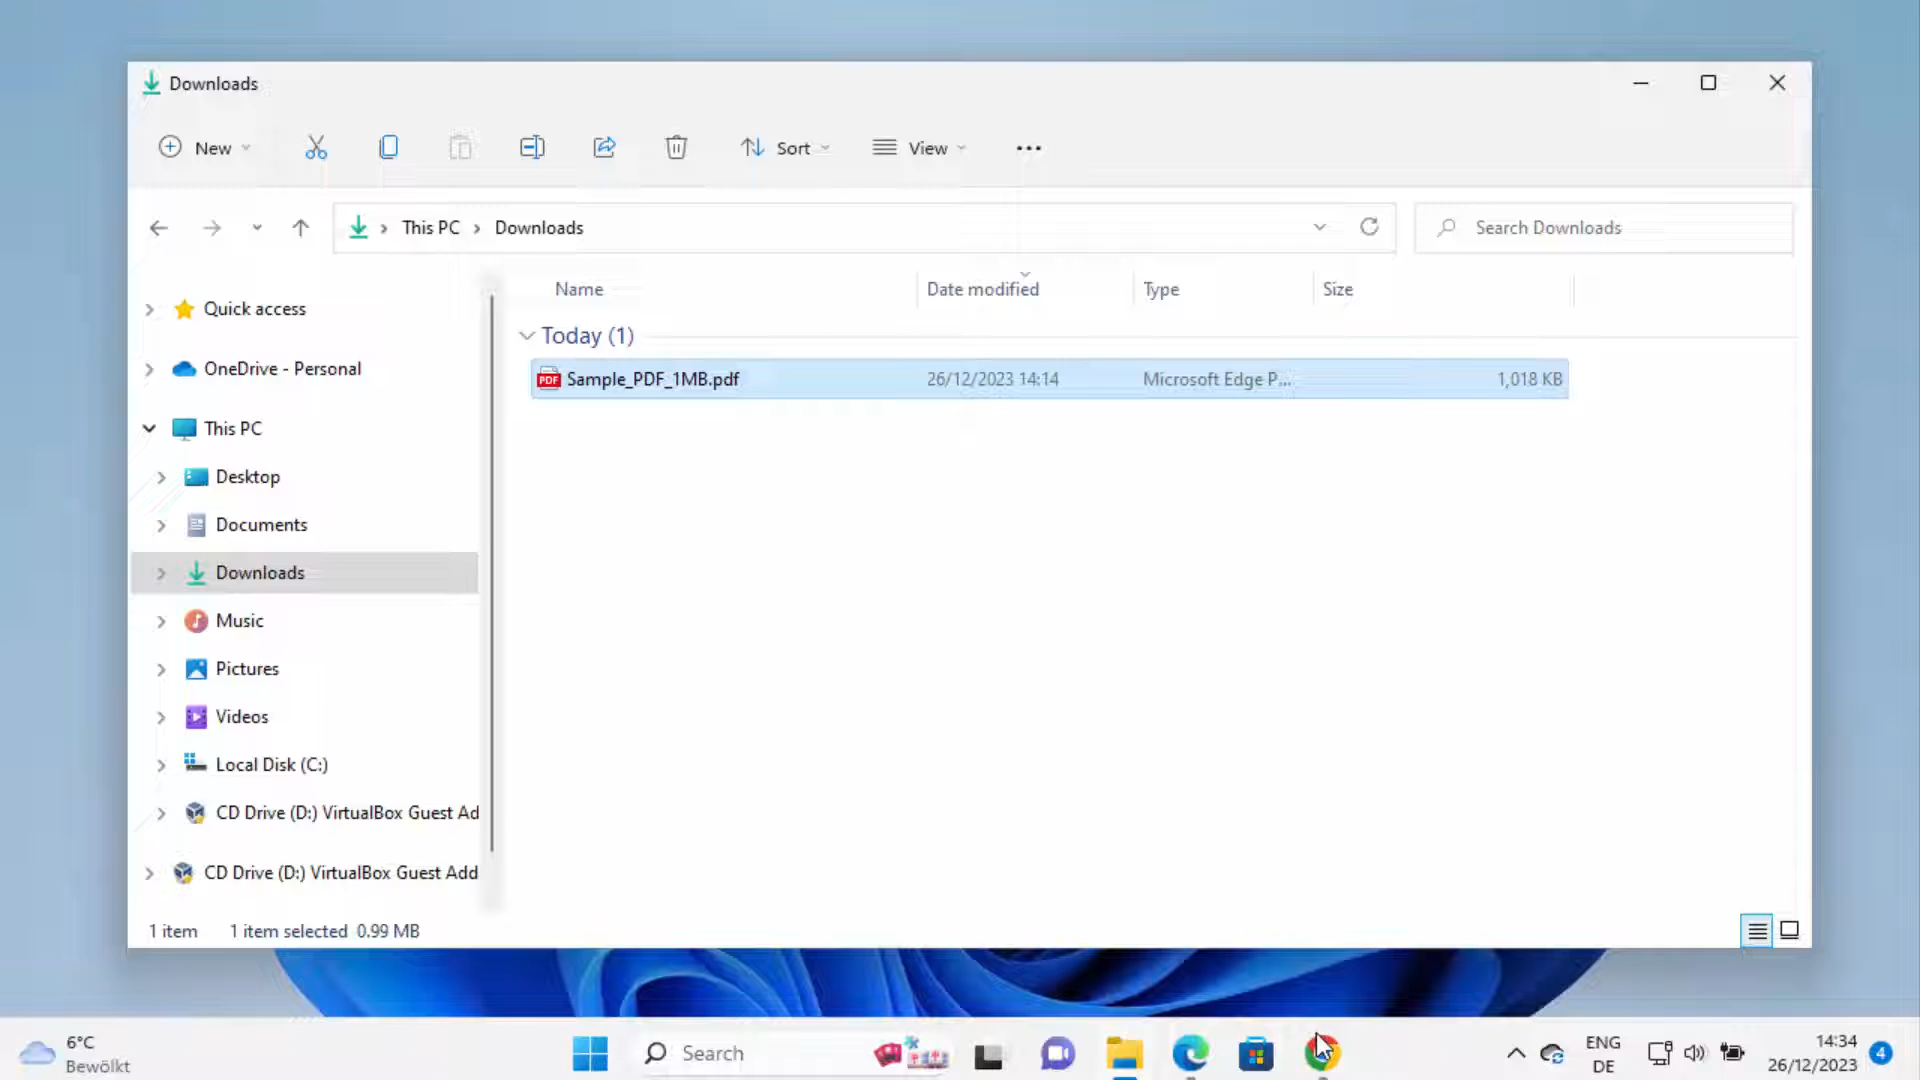 Downloads
New
Sort
View
This PC
Downloads
Search Downloads
Name
Date modified
Type
Size
Quick access
Today (1)
OneDrive - Personal
PDF
Sample_PDF_1MB.pdf
26/12/2023 14:14
Microsoft Edge P...
1,018 KB
This PC
Desktop
Documents
Downloads
Music
Pictures
Videos
Local Disk (C:)
CD Drive (D:) VirtualBox Guest Ad
CD Drive (D:) VirtualBox Guest Add
1 item
1 item selected 0.99 MB
6°C
Bewölkt
Search
ENG
DE
14:34
26/12/2023
4